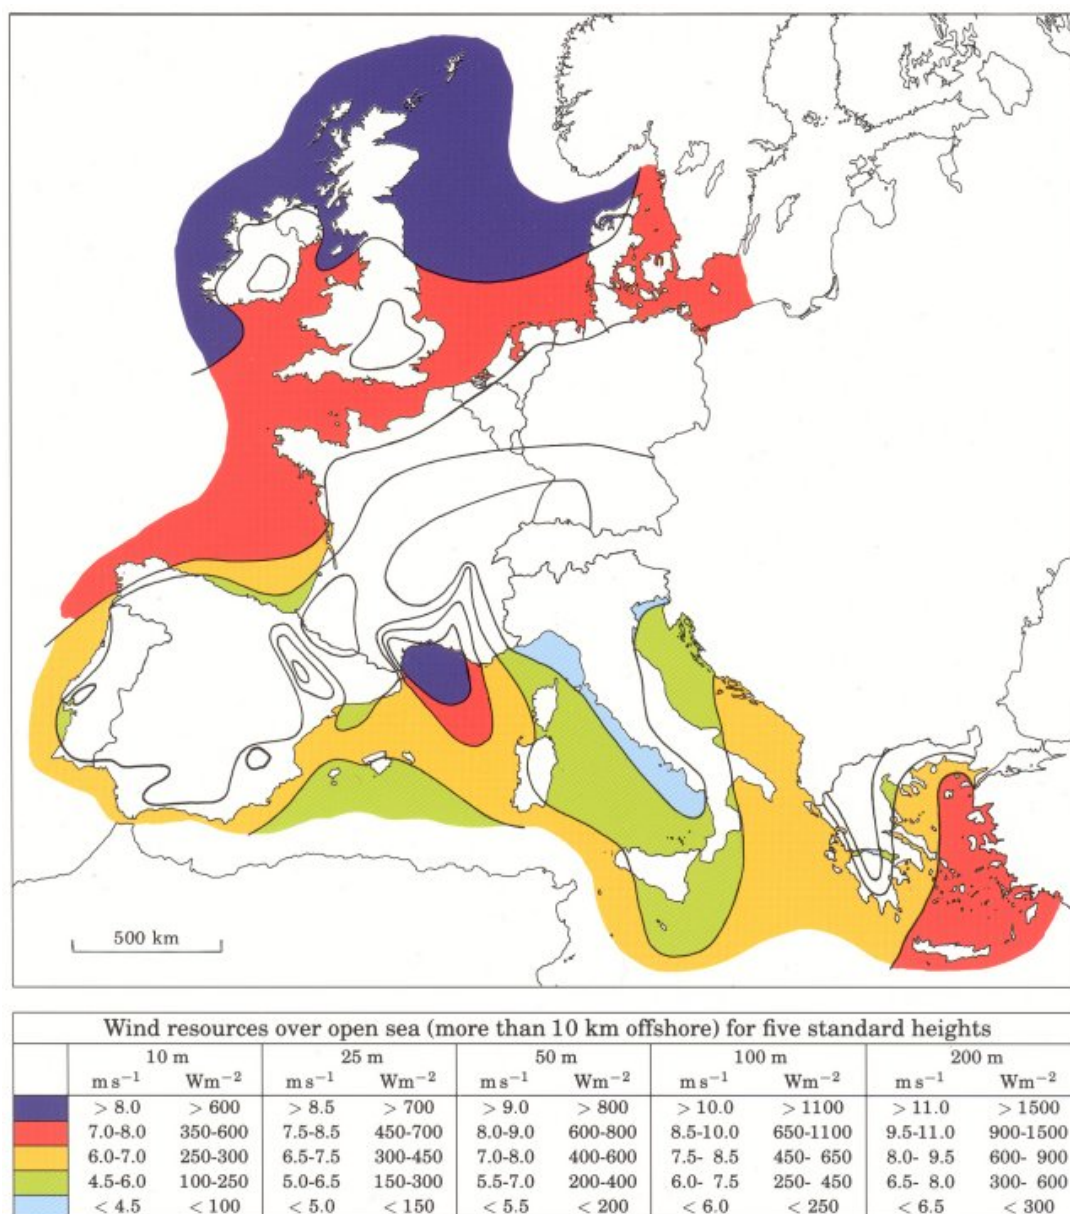 500 km
Wind resources over open sea (more than 10 km offshore) for five standard heights
10 m 25 m 50 m 100 m 200 m
m s⁻¹ Wm⁻² m s⁻¹ Wm⁻² m s⁻¹ Wm⁻² m s⁻¹ Wm⁻² m s⁻¹ Wm⁻²
> 8.0 > 600 > 8.5 > 700 > 9.0 > 800 > 10.0 > 1100 > 11.0 > 1500
7.0-8.0 350-600 7.5-8.5 450-700 8.0-9.0 600-800 8.5-10.0 650-1100 9.5-11.0 900-1500
6.0-7.0 250-300 6.5-7.5 300-450 7.0-8.0 400-600 7.5- 8.5 450- 650 8.0- 9.5 600- 900
4.5-6.0 100-250 5.0-6.5 150-300 5.5-7.0 200-400 6.0- 7.5 250- 450 6.5- 8.0 300- 600
< 4.5 < 100 < 5.0 < 150 < 5.5 < 200 < 6.0 < 250 < 6.5 < 300